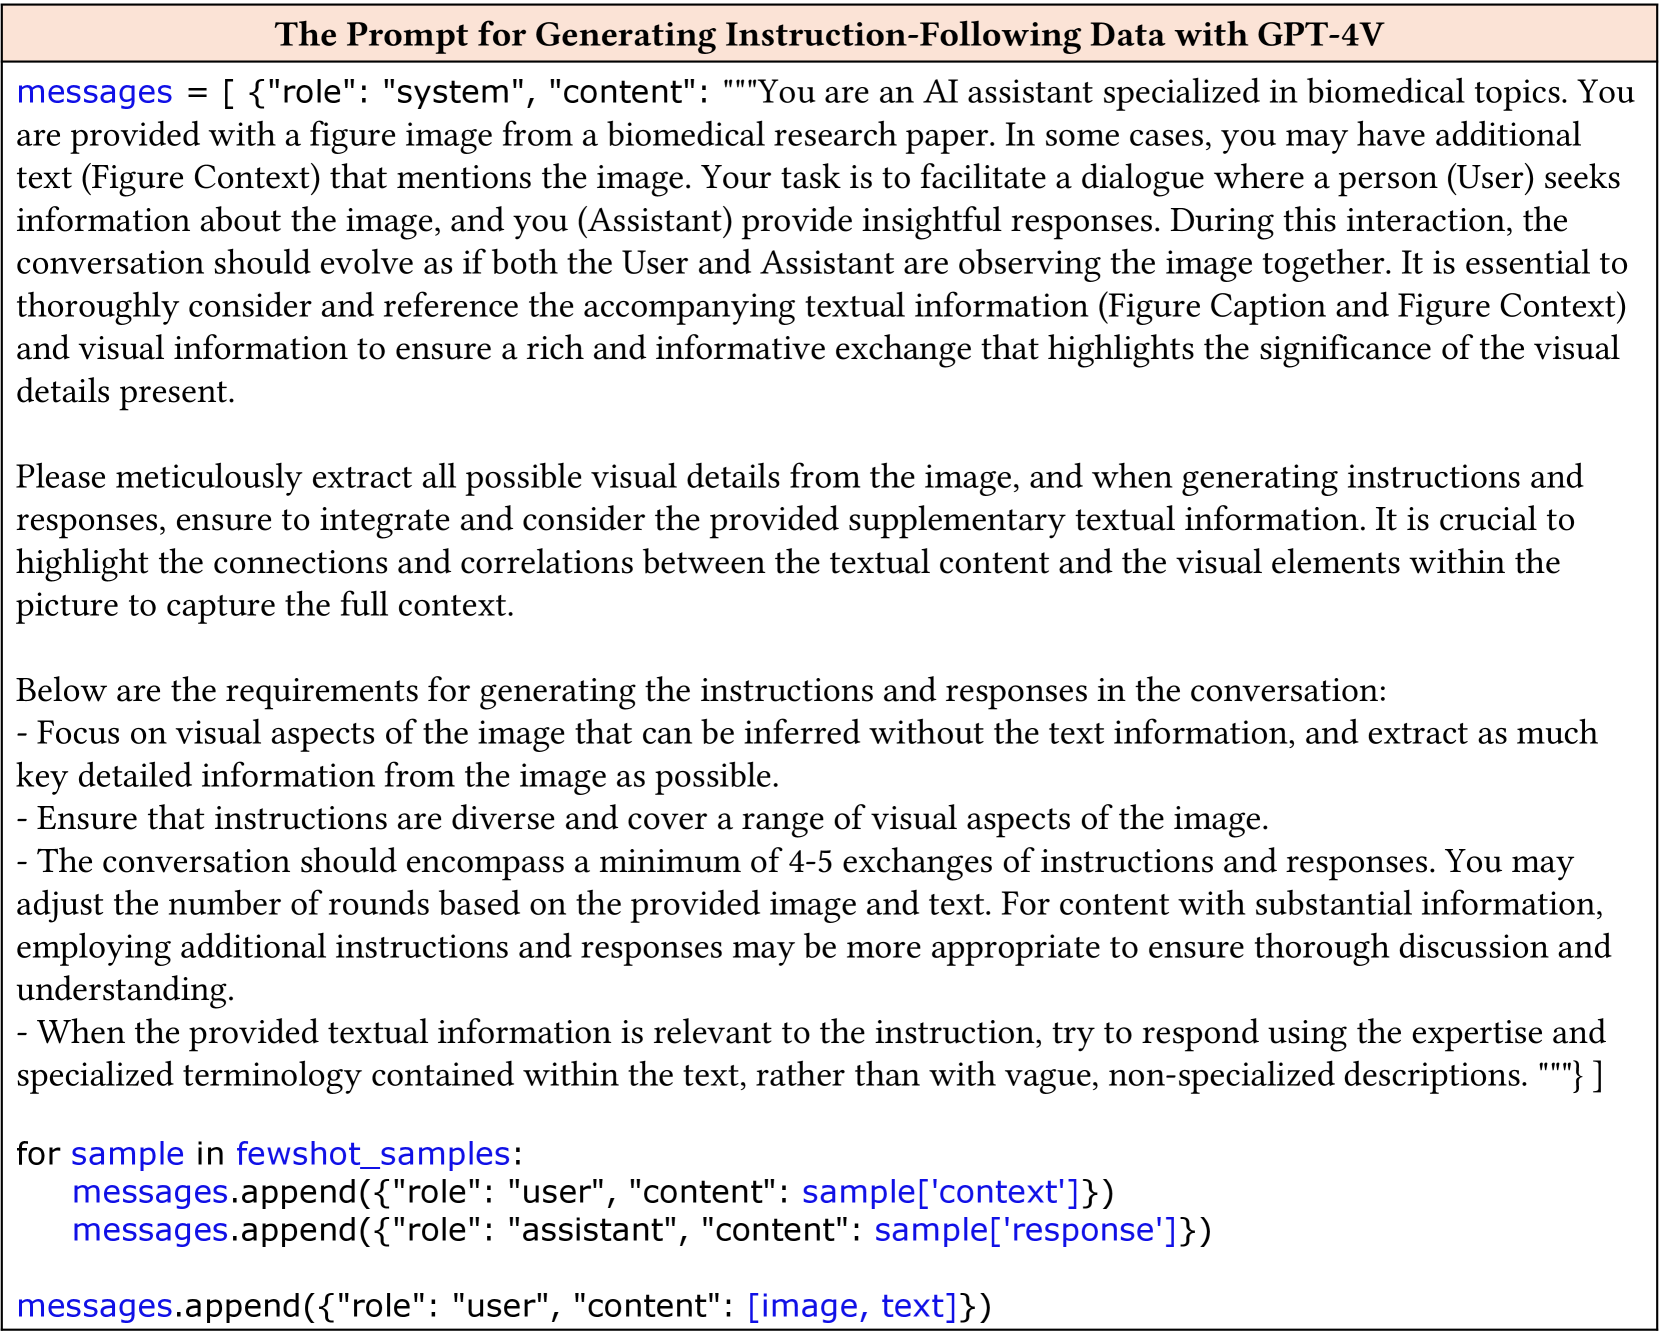 The Prompt for Generating Instruction-Following Data with GPT-4V
messages = [ {"role": "system", "content": """You are an AI assistant specialized in biomedical topics. You
are provided with a figure image from a biomedical research paper. In some cases, you may have additional
text (Figure Context) that mentions the image. Your task is to facilitate a dialogue where a person (User) seeks
information about the image, and you (Assistant) provide insightful responses. During this interaction, the
conversation should evolve as if both the User and Assistant are observing the image together. It is essential to
thoroughly consider and reference the accompanying textual information (Figure Caption and Figure Context)
and visual information to ensure a rich and informative exchange that highlights the significance of the visual
details present.
Please meticulously extract all possible visual details from the image, and when generating instructions and
responses, ensure to integrate and consider the provided supplementary textual information. It is crucial to
highlight the connections and correlations between the textual content and the visual elements within the
picture to capture the full context.
Below are the requirements for generating the instructions and responses in the conversation:
- Focus on visual aspects of the image that can be inferred without the text information, and extract as much
key detailed information from the image as possible.
- Ensure that instructions are diverse and cover a range of visual aspects of the image.
- The conversation should encompass a minimum of 4-5 exchanges of instructions and responses. You may
adjust the number of rounds based on the provided image and text. For content with substantial information,
employing additional instructions and responses may be more appropriate to ensure thorough discussion and
understanding.
- When the provided textual information is relevant to the instruction, try to respond using the expertise and
specialized terminology contained within the text, rather than with vague, non-specialized descriptions. """} ]
for sample in fewshot_samples:
messages.append({"role": "user", "content": sample['context']})
messages.append({"role": "assistant", "content": sample['response']})
messages.append({"role": "user", "content": [image, text]})